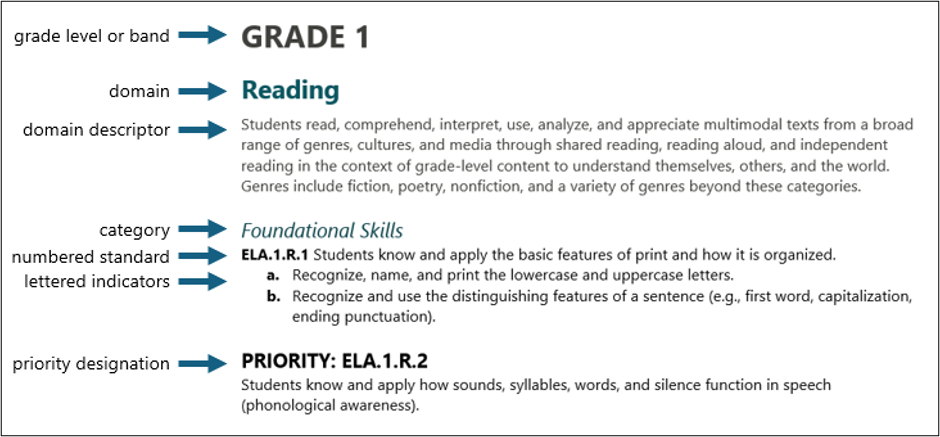 grade level or band
GRADE 1
domain
Reading
domain descriptor
Students read, comprehend, interpret, use, analyze, and appreciate multimodal texts from a broad
range of genres, cultures, and media through shared reading, reading aloud, and independent
reading in the context of grade-level content to understand themselves, others, and the world.
Genres include fiction, poetry, nonfiction, and a variety of genres beyond these categories.
category
Foundational Skills
numbered standard
ELA.1.R.1 Students know and apply the basic features of print and how it is organized.
lettered indicators
a. Recognize, name, and print the lowercase and uppercase letters.
b. Recognize and use the distinguishing features of a sentence (e.g., first word, capitalization,
ending punctuation).
priority designation
PRIORITY: ELA.1.R.2
Students know and apply how sounds, syllables, words, and silence function in speech
(phonological awareness).